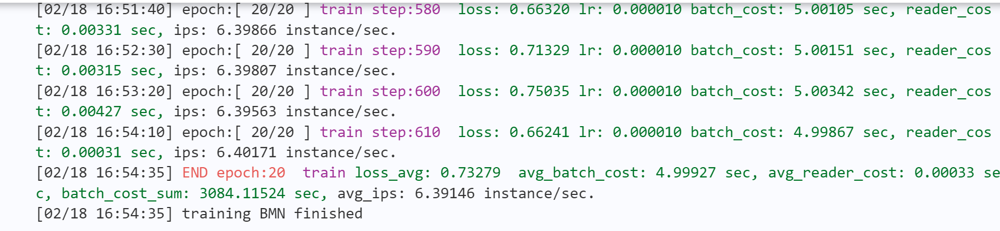 [02/18 16:51:40] epoch:[ 20/20 ] train step:580  loss: 0.66320 lr: 0.000010 batch_cost: 5.00105 sec, reader_cos
t: 0.00331 sec, ips: 6.39866 instance/sec.
[02/18 16:52:30] epoch:[ 20/20 ] train step:590  loss: 0.71329 lr: 0.000010 batch_cost: 5.00151 sec, reader_cos
t: 0.00315 sec, ips: 6.39807 instance/sec.
[02/18 16:53:20] epoch:[ 20/20 ] train step:600  loss: 0.75035 lr: 0.000010 batch_cost: 5.00342 sec, reader_cos
t: 0.00427 sec, ips: 6.39563 instance/sec.
[02/18 16:54:10] epoch:[ 20/20 ] train step:610  loss: 0.66241 lr: 0.000010 batch_cost: 4.99867 sec, reader_cos
t: 0.00031 sec, ips: 6.40171 instance/sec.
[02/18 16:54:35] END epoch:20  train loss_avg: 0.73279  avg_batch_cost: 4.99927 sec, avg_reader_cost: 0.00033 se
c, batch_cost_sum: 3084.11524 sec, avg_ips: 6.39146 instance/sec.
[02/18 16:54:35] training BMN finished